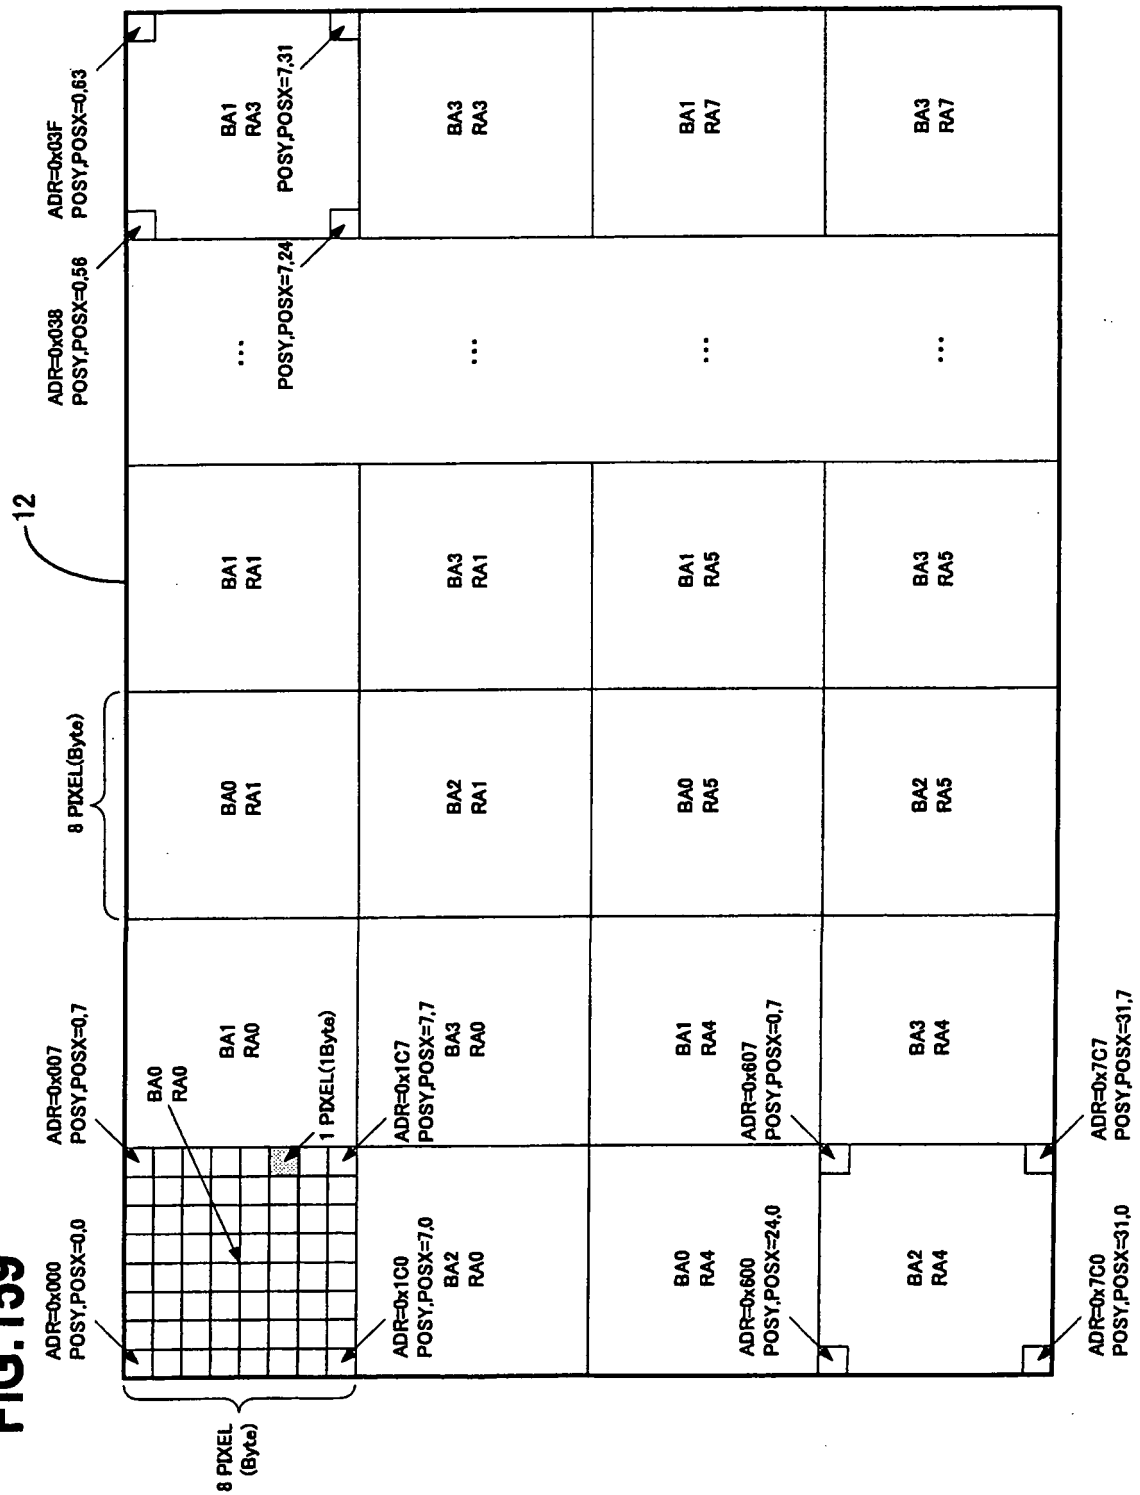 FIG.159
12
ADR=0x000
POSY,POSX=0,0
ADR=0x007
POSY,POSX=0,7
8 PIXEL(Byte)
ADR=0x038
POSY,POSX=0,56
ADR=0x03F
POSY,POSX=0,63
8 PIXEL
(Byte)
BA0
RA0
1 PIXEL(1Byte)
BA1
RA0
BA0
RA1
BA1
RA1
...
BA1
RA3
POSY,POSX=7,24
POSY,POSX=7,31
ADR=0x1C0
POSY,POSX=7,0
BA2
RA0
ADR=0x1C7
POSY,POSX=7,7
BA3
RA0
BA2
RA1
BA3
RA1
...
BA3
RA3
BA0
RA4
BA1
RA4
BA0
RA5
BA1
RA5
...
BA1
RA7
ADR=0x600
POSY,POSX=24,0
ADR=0x607
POSY,POSX=0,7
BA2
RA4
BA3
RA4
BA2
RA5
BA3
RA5
...
BA3
RA7
ADR=0x7C0
POSY,POSX=31,0
ADR=0x7C7
POSY,POSX=31,7